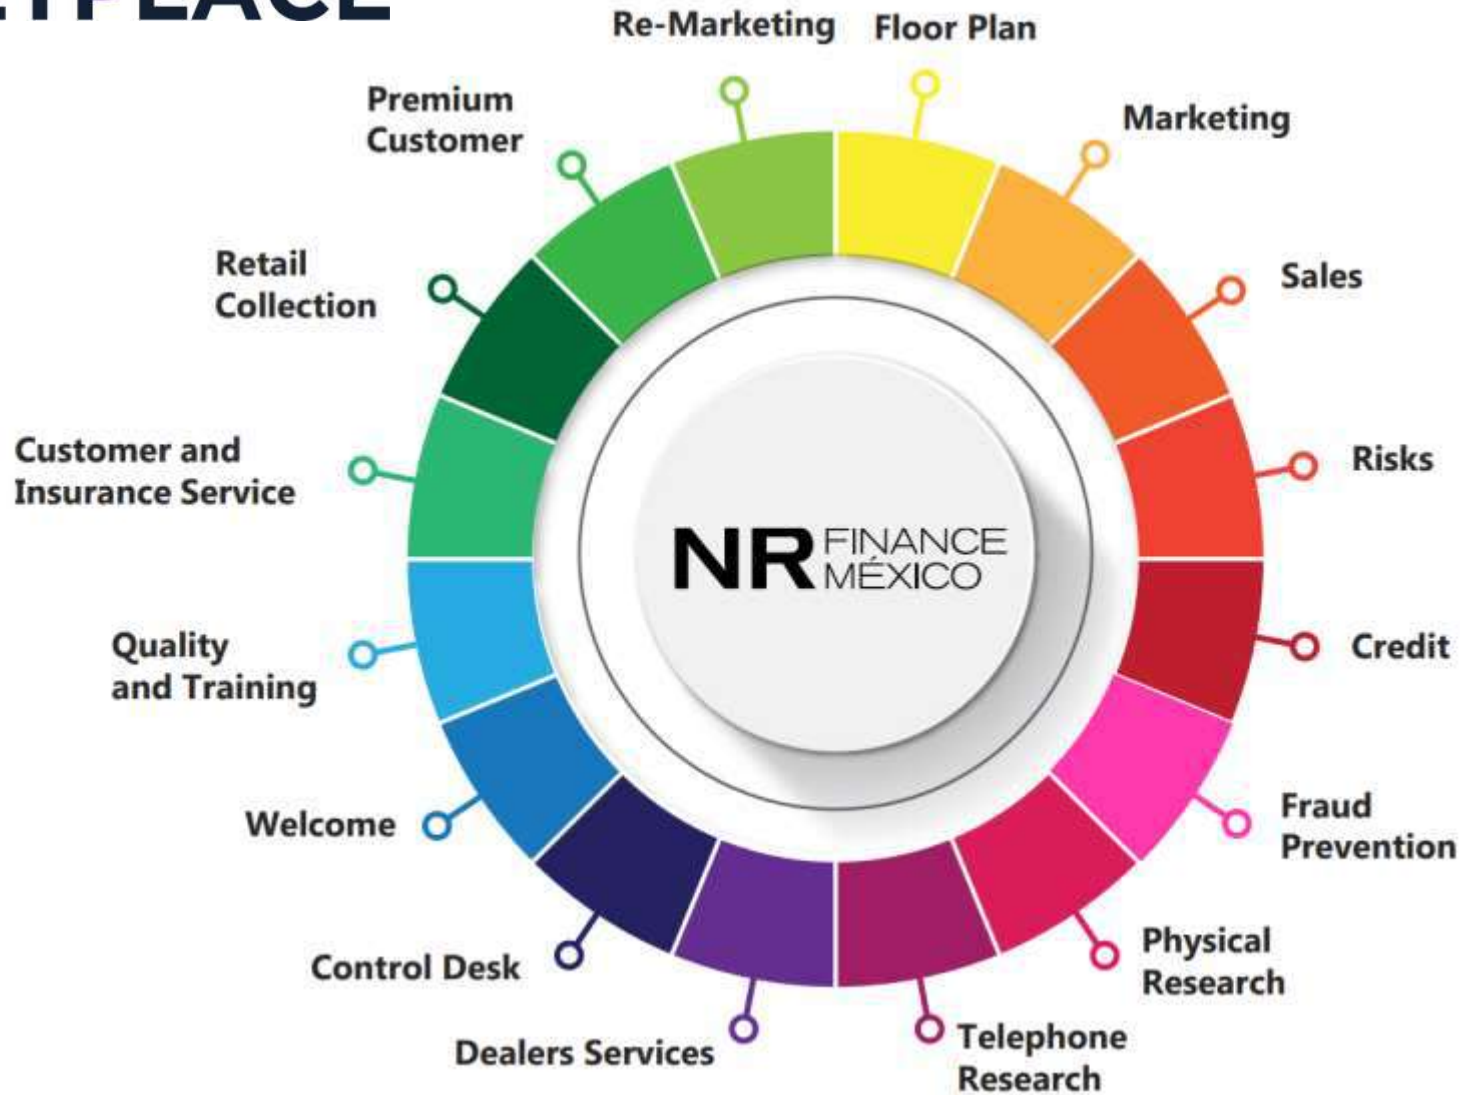 Re-Marketing
Floor Plan
Marketing
Sales
Risks
Credit
Fraud
Prevention
Physical
Research
Telephone
Research
Dealers Services
Control Desk
Welcome
Quality
and Training
Customer and
Insurance Service
Retail
Collection
Premium
Customer
NR FINANCE
MÉXICO